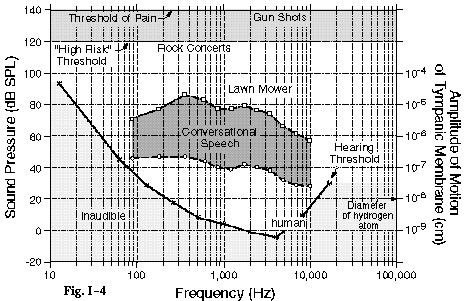 140
120
100
80
60
40
20
0
-20
Sound Pressure (dB SPL)
Threshold of Pain
Gun Shots
"High Risk"
Threshold
Rock Concerts
Lawn Mower
Conversational
Speech
Hearing
Threshold
Inaudible
human
Diameter
of hydrogen
atom
10⁻⁴
10⁻⁵
10⁻⁶
10⁻⁷
10⁻⁸
10⁻⁹
Amplitude of Motion
of Tympanic Membrane (cm)
10
100
1,000
10,000
100,000
Fig. I-4
Frequency (Hz)